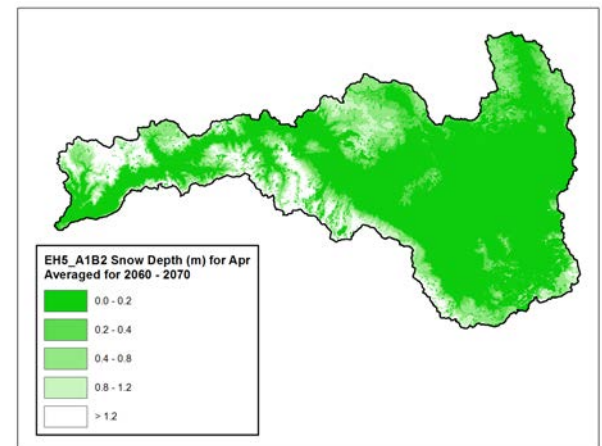 EH5_A1B2 Snow Depth (m) for Apr
Averaged for 2060 - 2070
0.0 - 0.2
0.2 - 0.4
0.4 - 0.8
0.8 - 1.2
> 1.2